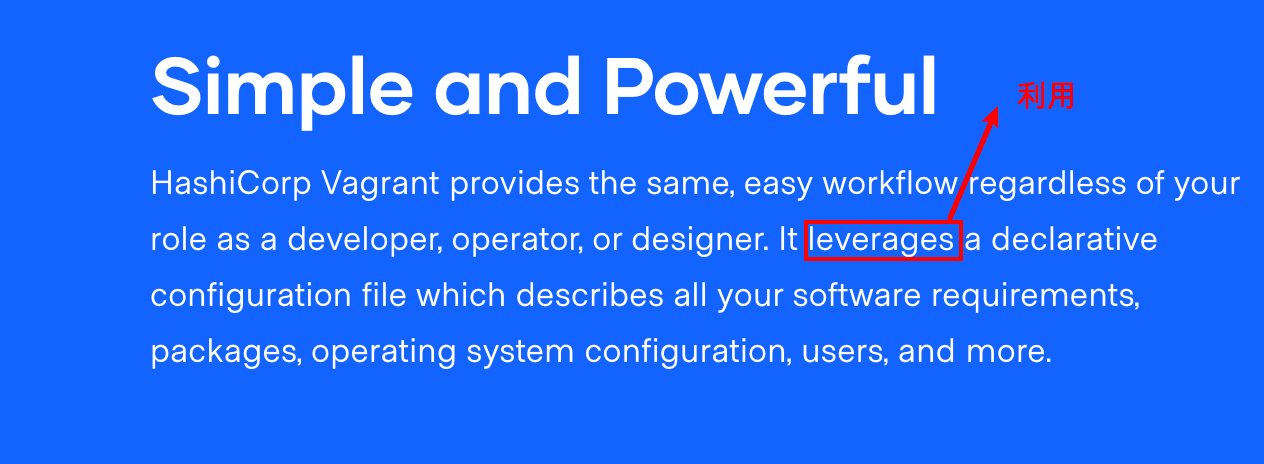 Simple and Powerful
利用
HashiCorp Vagrant provides the same, easy workflow regardless of your
role as a developer, operator, or designer. It leverages a declarative
configuration file which describes all your software requirements,
packages, operating system configuration, users, and more.